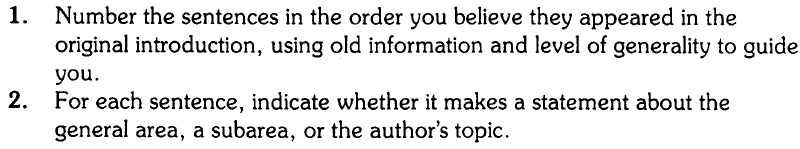 1. Number the sentences in the order you believe they appeared in the
original introduction, using old information and level of generality to guide
you.
2. For each sentence, indicate whether it makes a statement about the
general area, a subarea, or the author's topic.